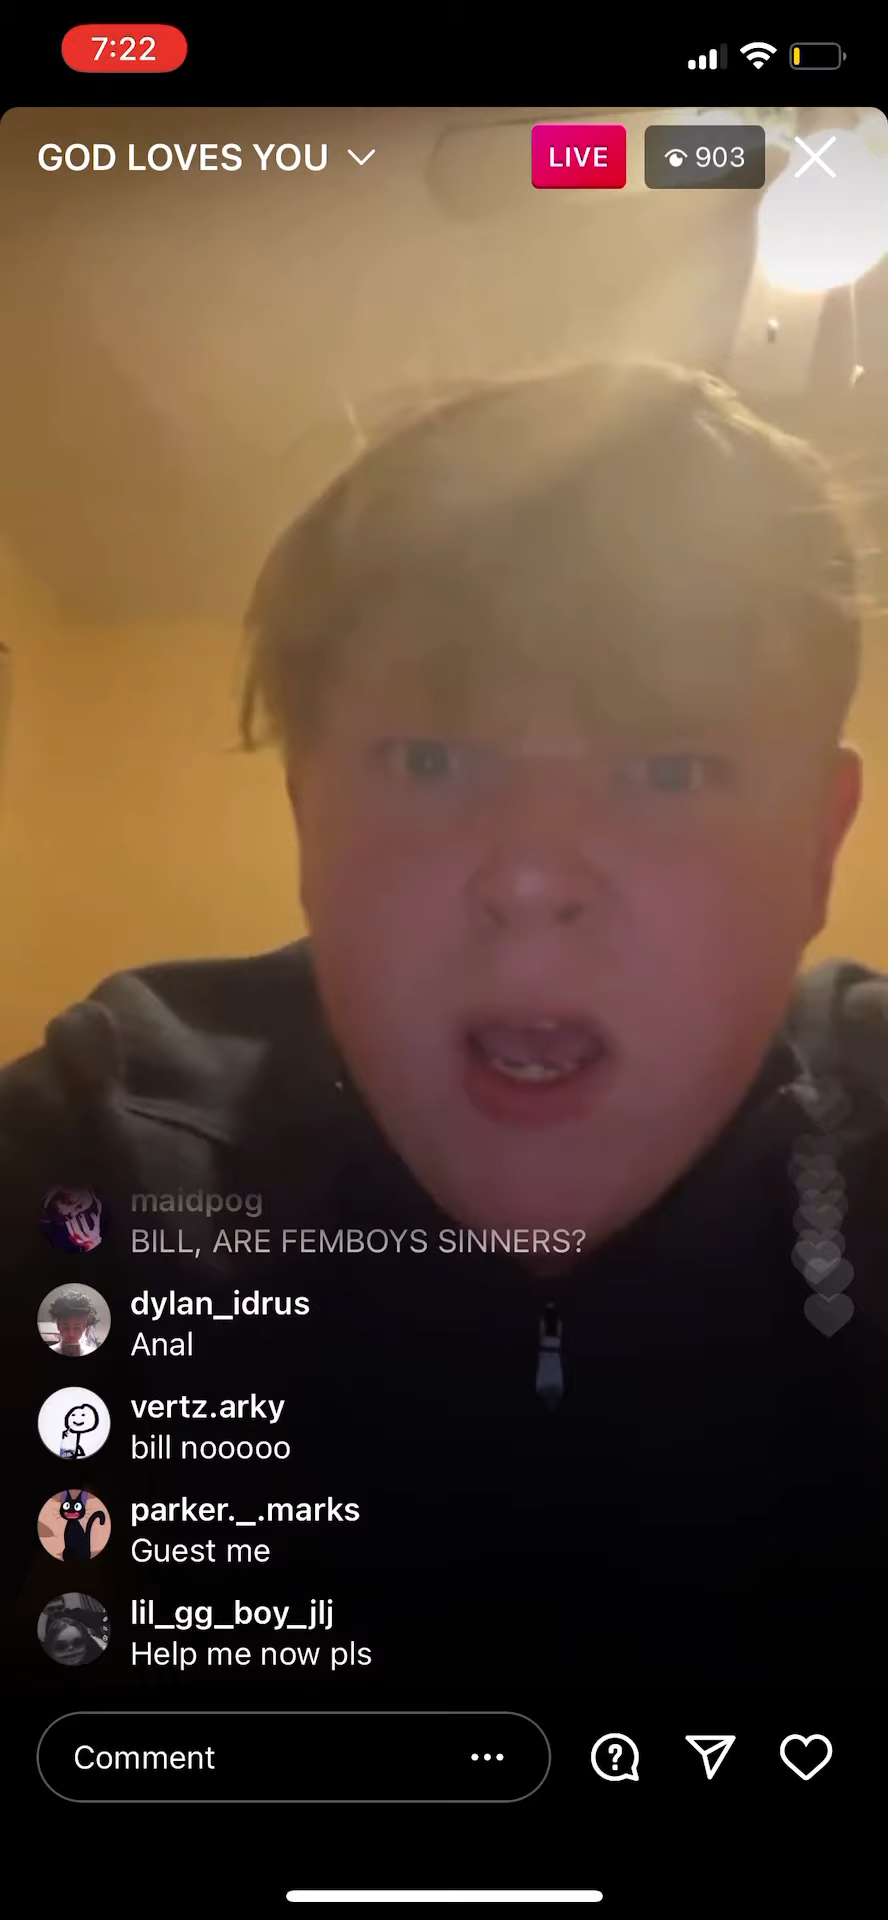 7:22
GOD LOVES YOU
LIVE
903
maidpog
BILL, ARE FEMBOYS SINNERS?
dylan_idrus
Anal
vertz.arky
bill nooooo
parker._.marks
Guest me
lil_gg_boy_jlj
Help me now pls
Comment